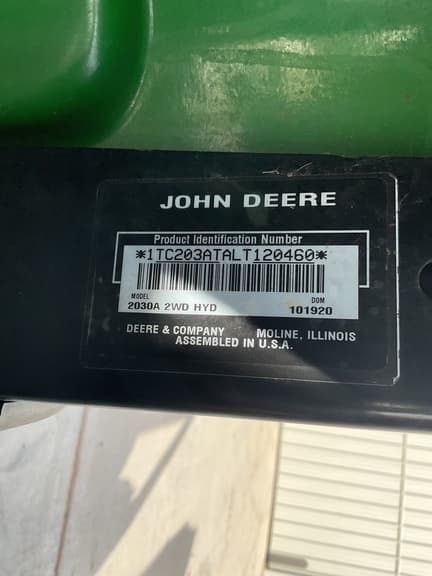 JOHN DEERE
Product Identification Number
*1TC203ATALT120460*
MODEL DOM
2030A 2WD HYD 101920
DEERE & COMPANY MOLINE, ILLINOIS
ASSEMBLED IN U.S.A.